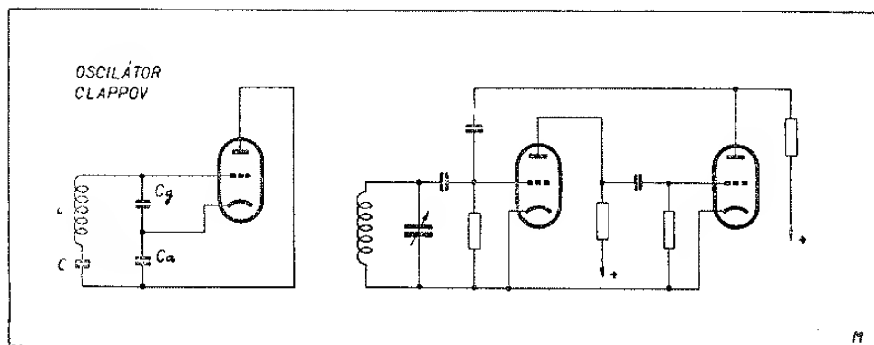 OSCILÁTOR
CLAPPOV
Cg
L
C
Ca
+
+
M